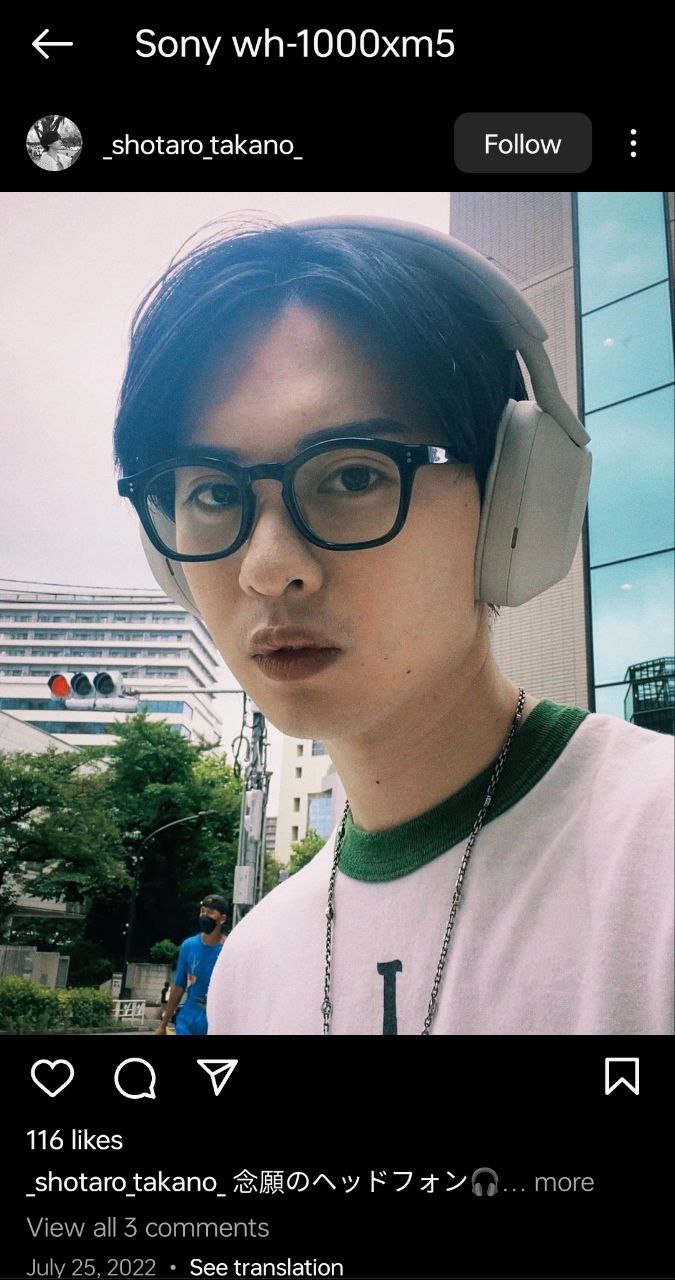 Sony wh-1000xm5
_shotaro_takano_ Follow
116 likes
_shotaro_takano_ 念願のヘッドフォン🎧... more
View all 3 comments
July 25, 2022 • See translation